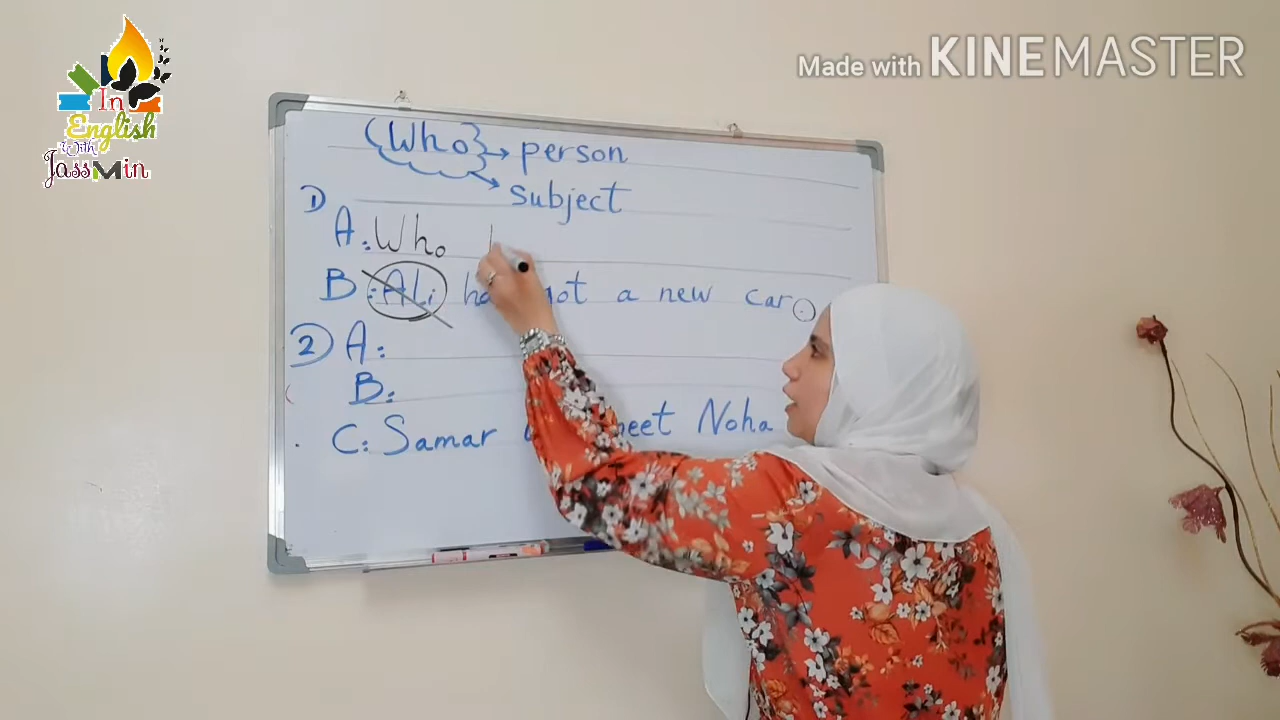 In
English
With
JassMin
Made with KINEMASTER
{Who} → person
→ subject
1)
A: Who
B: Ali got a new car.
2) A:
B:
C: Samar meet Noha